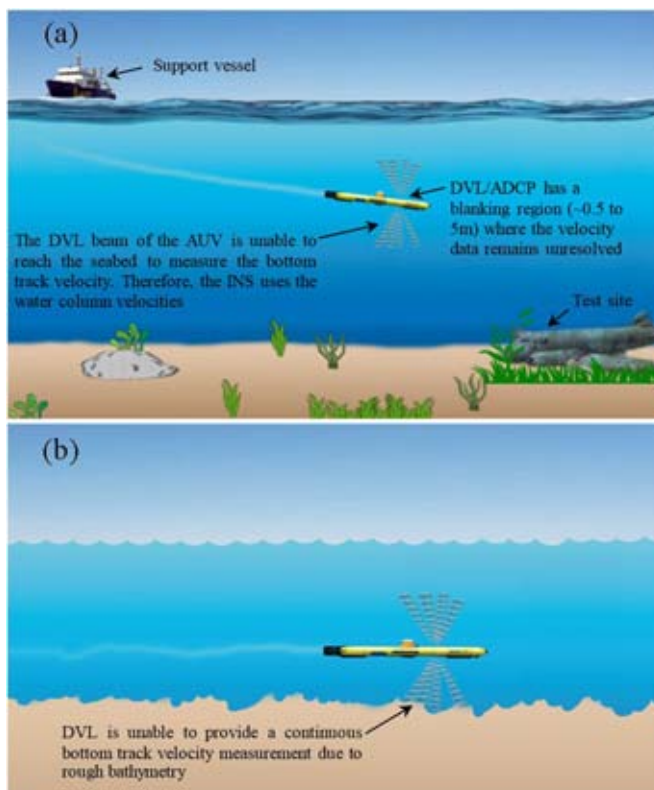 (a)
Support vessel
DVL/ADCP has a
blanking region (~0.5 to
5m) where the velocity
data remains unresolved
The DVL beam of the AUV is unable to
reach the seabed to measure the bottom
track velocity. Therefore, the INS uses the
water column velocities
Test site
(b)
DVL is unable to provide a continuous
bottom track velocity measurement due to
rough bathymetry